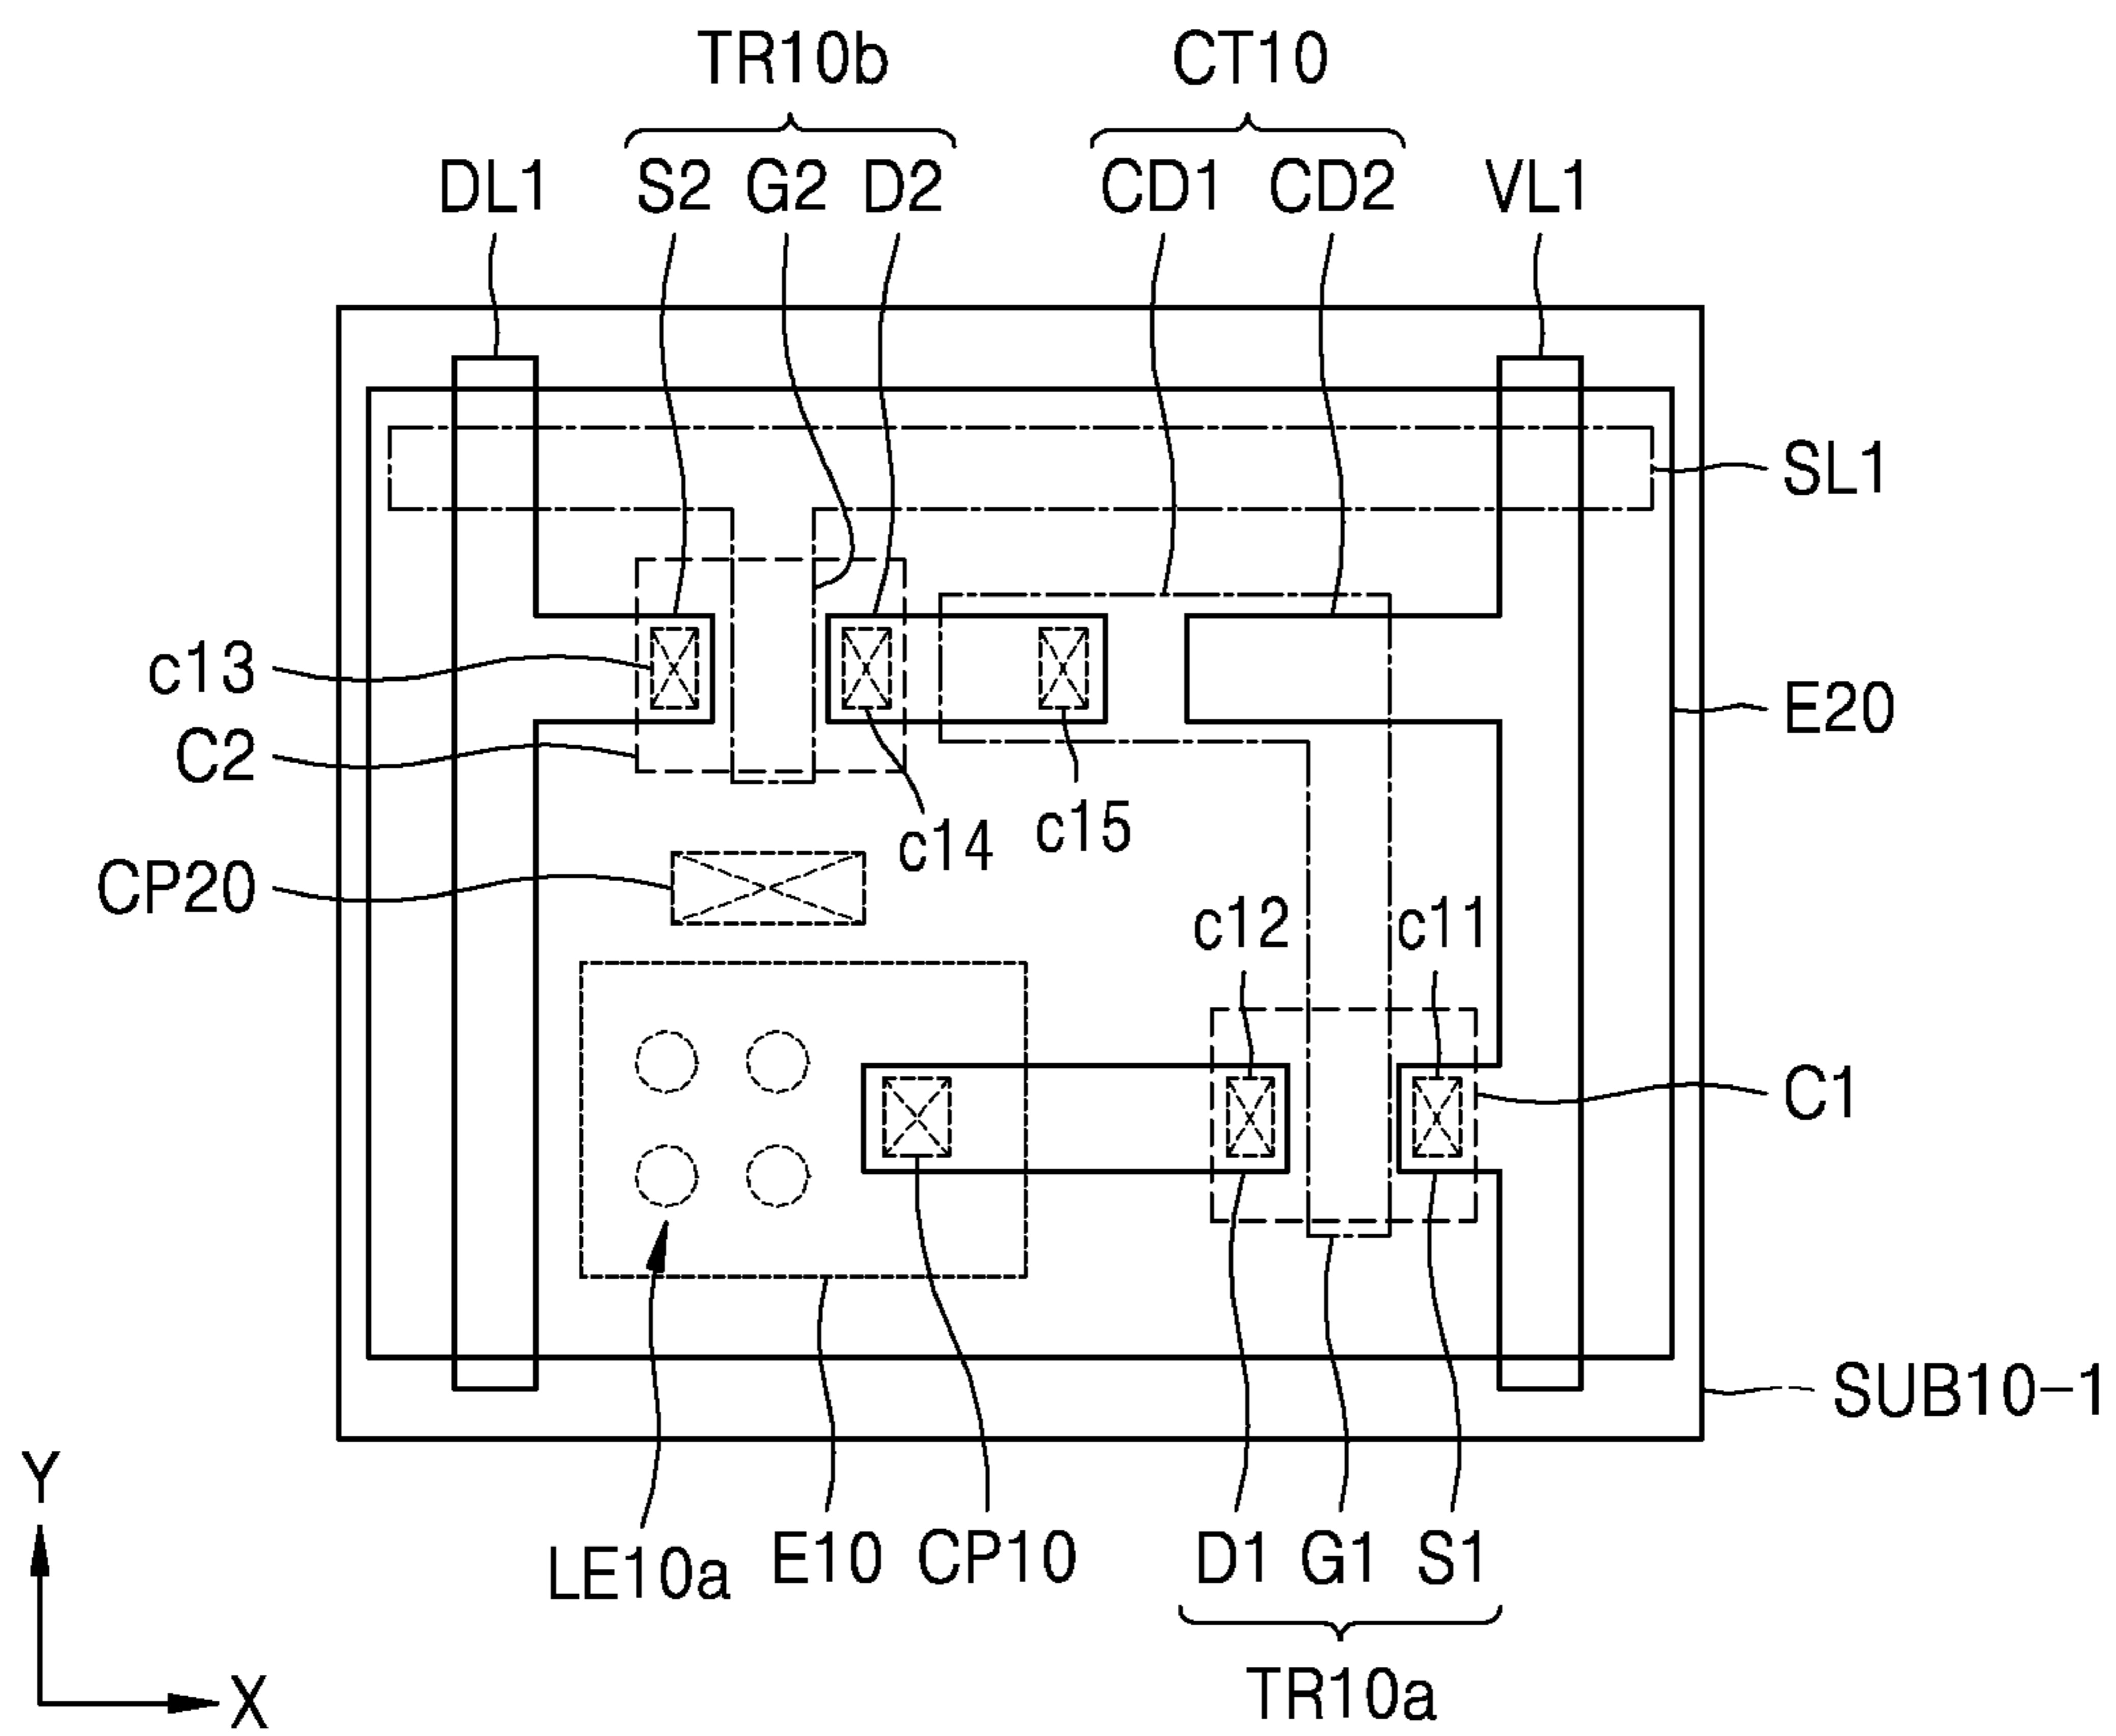 TR10b CT10
DL1 S2 G2 D2 CD1 CD2 VL1
SL1
c13
E20
C2
c14 c15
CP20
c12 c11
C1
SUB10-1
Y
LE10a E10 CP10 D1 G1 S1
X
TR10a